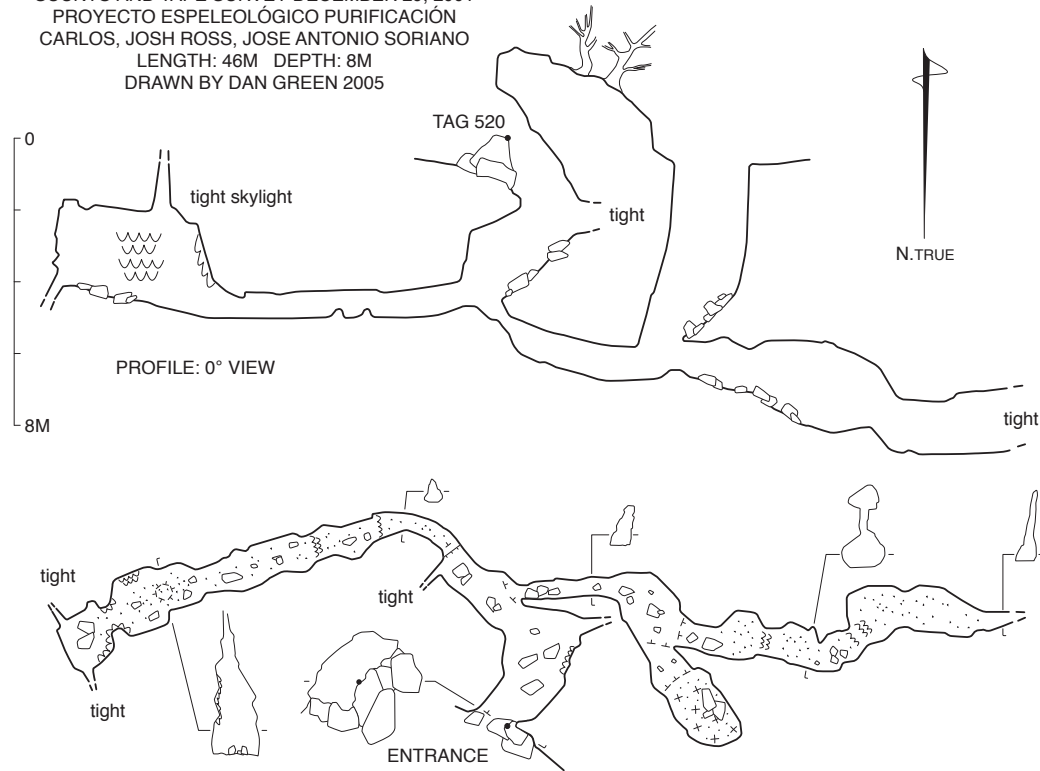 PROYECTO ESPELEOLÓGICO PURIFICACIÓN
CARLOS, JOSH ROSS, JOSE ANTONIO SORIANO
LENGTH: 46M DEPTH: 8M
DRAWN BY DAN GREEN 2005
TAG 520
0
tight skylight
tight
N.TRUE
PROFILE: 0° VIEW
8M
tight
tight
tight
tight
ENTRANCE